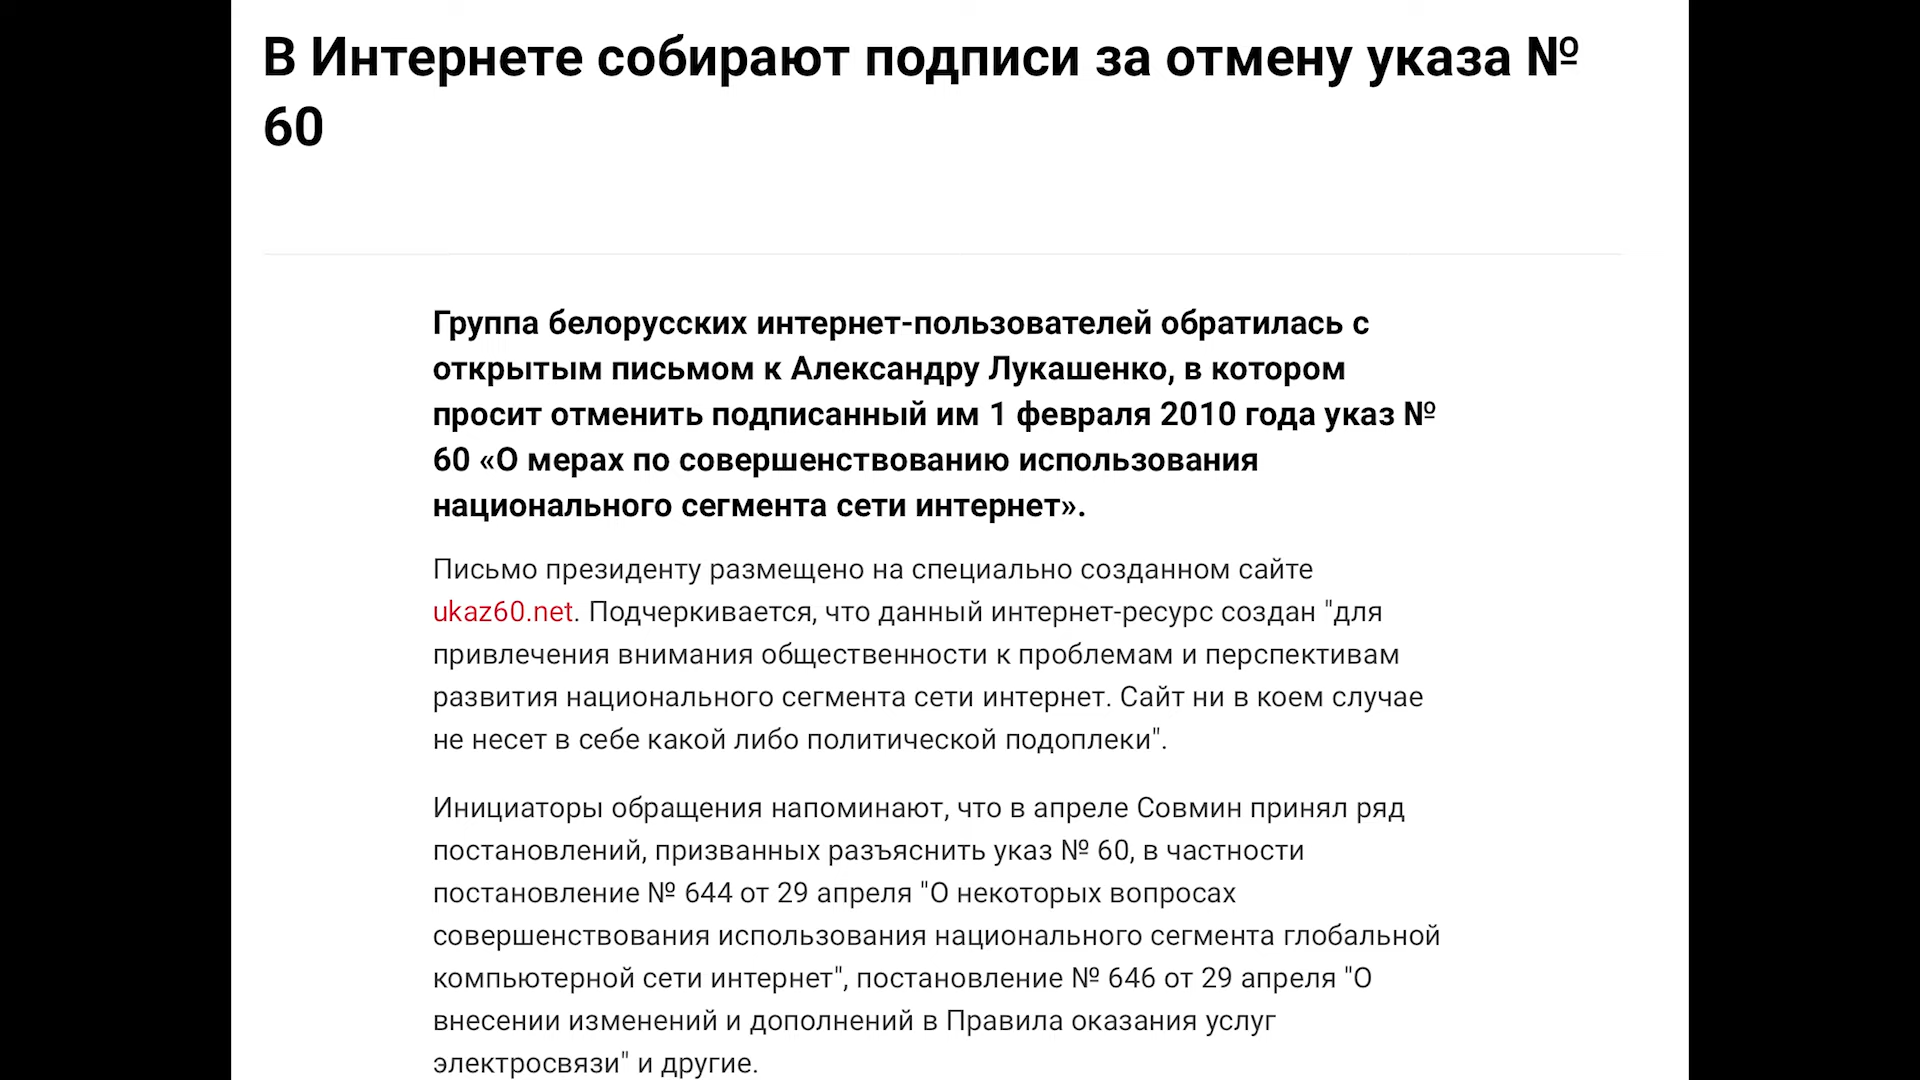 В Интернете собирают подписи за отмену указа №
60
Группа белорусских интернет-пользователей обратилась с
открытым письмом к Александру Лукашенко, в котором
просит отменить подписанный им 1 февраля 2010 года указ №
60 «О мерах по совершенствованию использования
национального сегмента сети интернет».
Письмо президенту размещено на специально созданном сайте
ukaz60.net. Подчеркивается, что данный интернет-ресурс создан "для
привлечения внимания общественности к проблемам и перспективам
развития национального сегмента сети интернет. Сайт ни в коем случае
не несет в себе какой либо политической подоплеки".
Инициаторы обращения напоминают, что в апреле Совмин принял ряд
постановлений, призванных разъяснить указ № 60, в частности
постановление № 644 от 29 апреля "О некоторых вопросах
совершенствования использования национального сегмента глобальной
компьютерной сети интернет", постановление № 646 от 29 апреля "О
внесении изменений и дополнений в Правила оказания услуг
электросвязи" и другие.